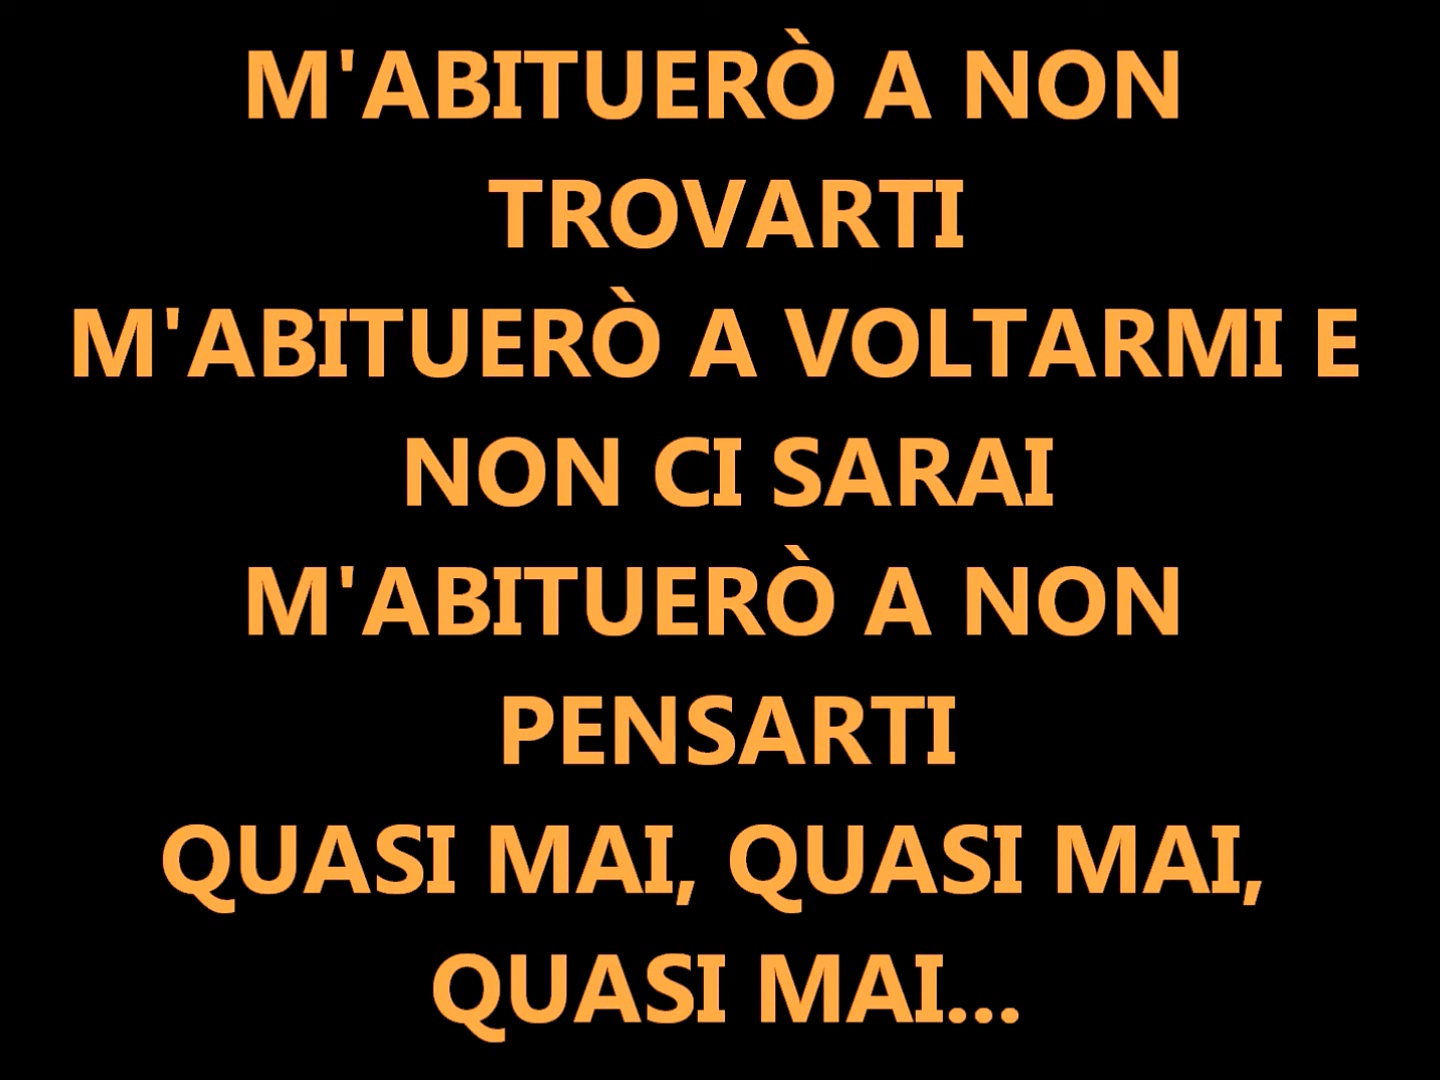 M'ABITUERÒ A NON
TROVARTI
M'ABITUERÒ A VOLTARMI E
NON CI SARAI
M'ABITUERÒ A NON
PENSARTI
QUASI MAI, QUASI MAI,
QUASI MAI...